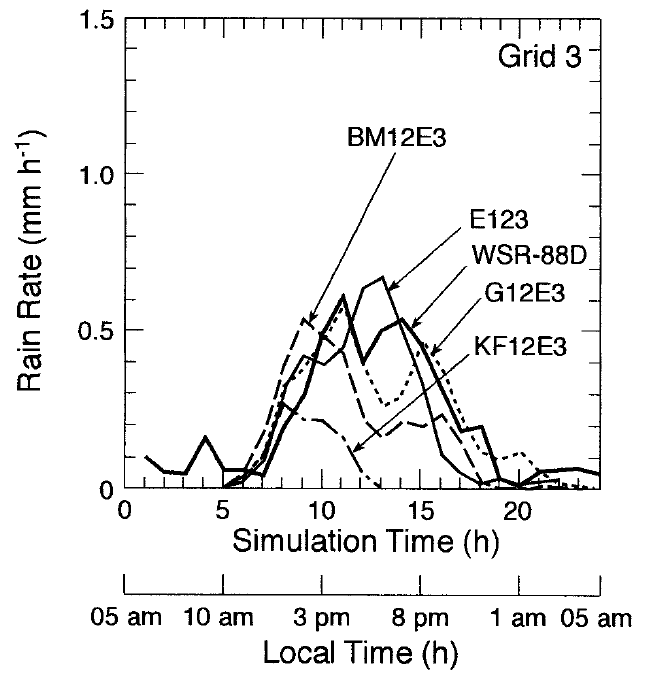 1.5
Grid 3
BM12E3
1.0
E123
WSR-88D
G12E3
0.5
KF12E3
0
Rain Rate (mm h-1)
0 5 10 15 20
Simulation Time (h)
05 am 10 am 3 pm 8 pm 1 am 05 am
Local Time (h)